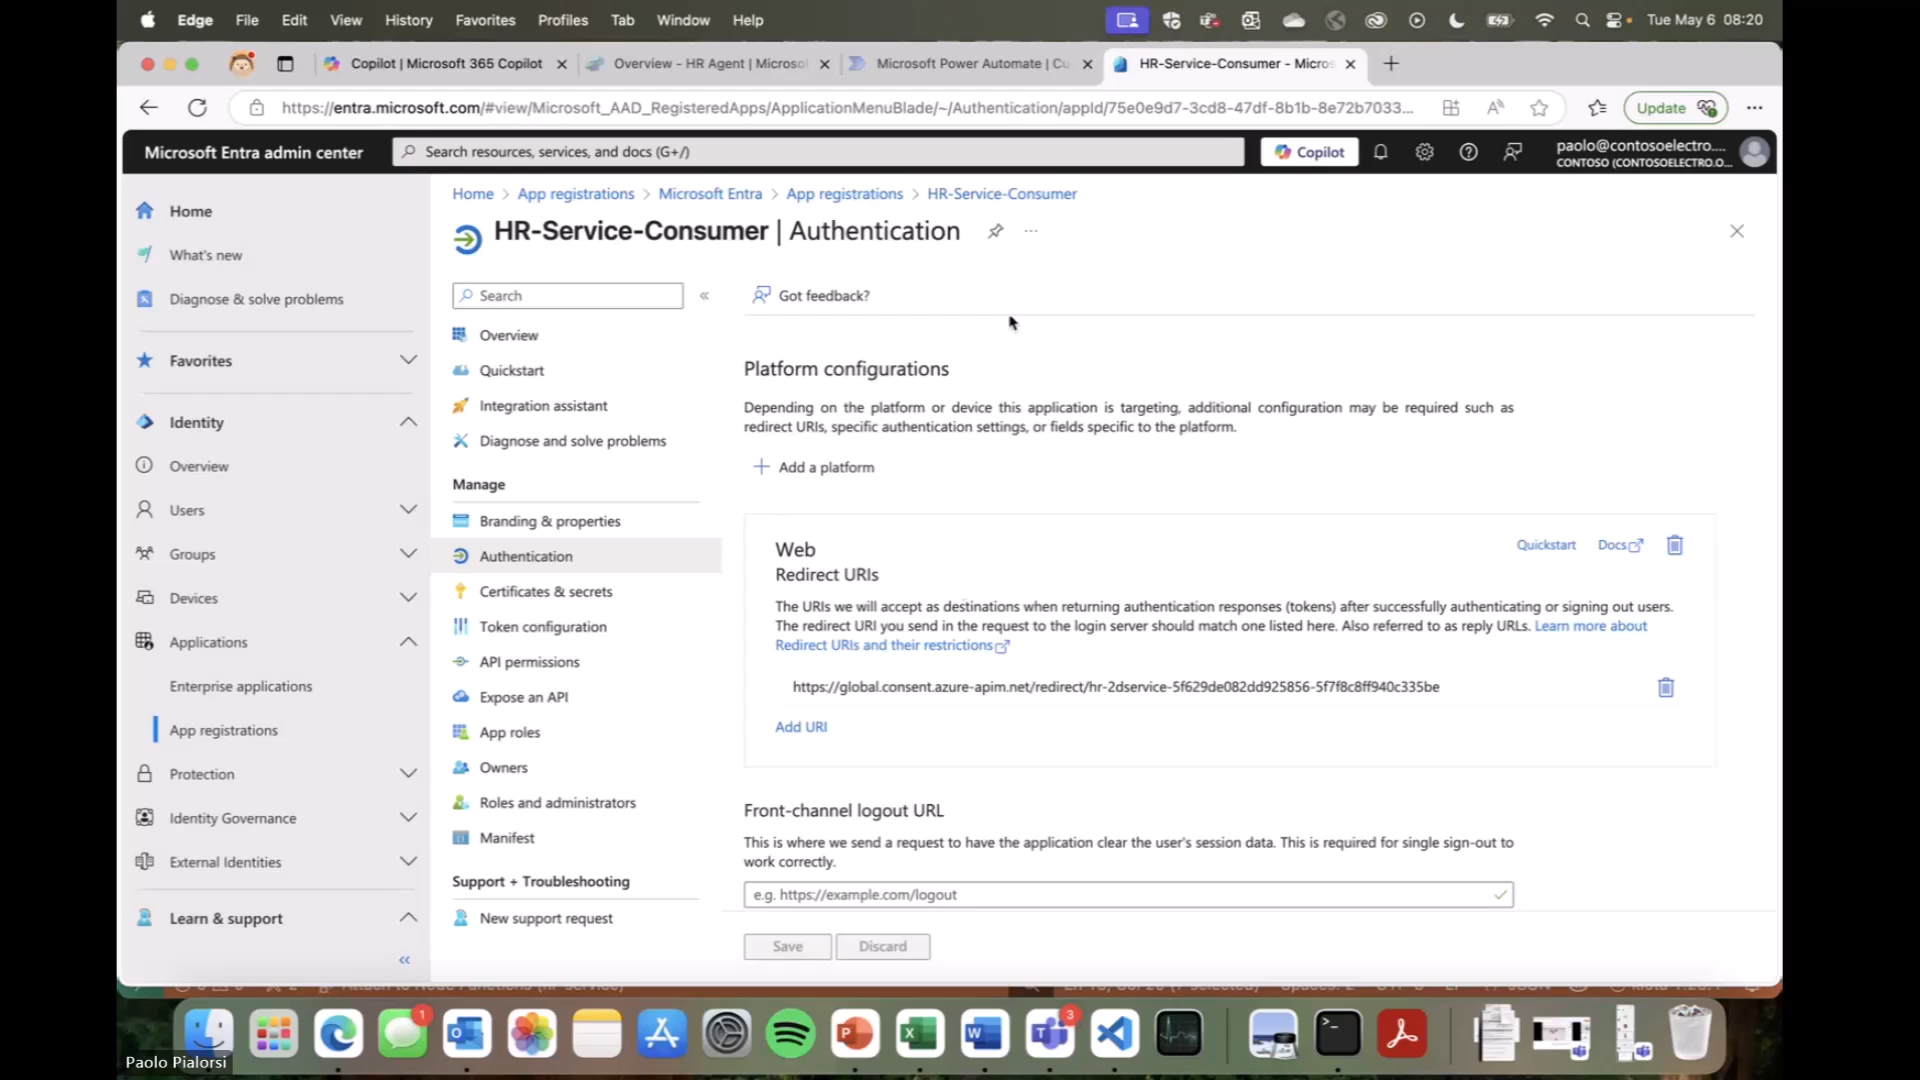 Edge File Edit View History Favorites Profiles Tab Window Help Tue May 6 08:20
Copilot | Microsoft 365 Copilot Overview - HR Agent | Microso Microsoft Power Automate | Cu HR-Service-Consumer - Micros
https://entra.microsoft.com/#view/Microsoft_AAD_RegisteredApps/ApplicationMenuBlade/~/Authentication/appId/75e0e9d7-3cd8-47df-8b1b-8e72b7033... Update
Microsoft Entra admin center
Search resources, services, and docs (G+/)
Copilot
paolo@contosoelectro....
CONTOSO (CONTOSOELECTRO.O...
Home
What's new
Diagnose & solve problems
Favorites
Identity
Overview
Users
Groups
Devices
Applications
Enterprise applications
App registrations
Protection
Identity Governance
External Identities
Learn & support
Home > App registrations > Microsoft Entra > App registrations > HR-Service-Consumer
HR-Service-Consumer | Authentication
Search
Overview
Quickstart
Integration assistant
Diagnose and solve problems
Manage
Branding & properties
Authentication
Certificates & secrets
Token configuration
API permissions
Expose an API
App roles
Owners
Roles and administrators
Manifest
Support + Troubleshooting
New support request
Got feedback?
Platform configurations
Depending on the platform or device this application is targeting, additional configuration may be required such as
redirect URIs, specific authentication settings, or fields specific to the platform.
Add a platform
Web
Quickstart Docs
Redirect URIs
The URIs we will accept as destinations when returning authentication responses (tokens) after successfully authenticating or signing out users.
The redirect URI you send in the request to the login server should match one listed here. Also referred to as reply URLs. Learn more about
Redirect URIs and their restrictions
https://global.consent.azure-apim.net/redirect/hr-2dservice-5f629de082dd925856-5f7f8c8ff940c335be
Add URI
Front-channel logout URL
This is where we send a request to have the application clear the user's session data. This is required for single sign-out to
work correctly.
e.g. https://example.com/logout
Save Discard
1
3
Paolo Pialorsi